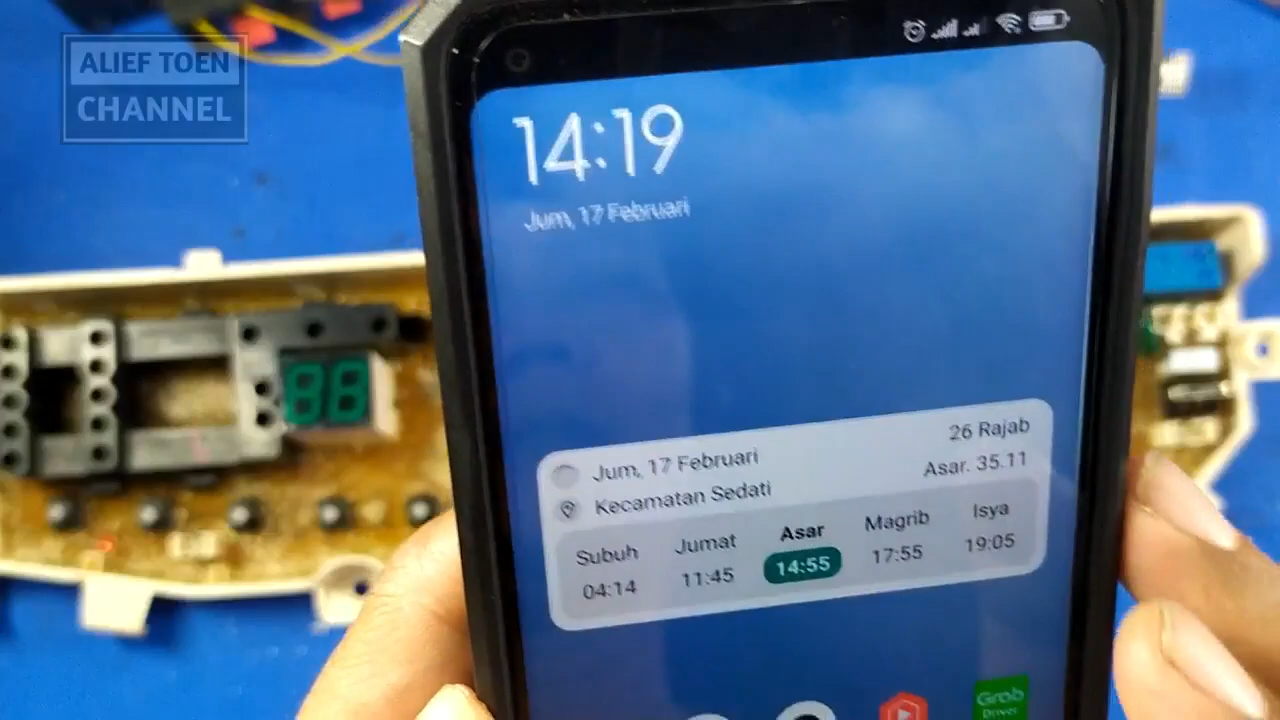 ALIEF TOEN
CHANNEL
14:19
Jum, 17 Februari
Jum, 17 Februari
26 Rajab
Kecamatan Sedati
Asar. 35.11
Subuh
Jumat
Asar
Magrib
Isya
04:14
11:45
14:55
17:55
19:05
88
Grab
Driver